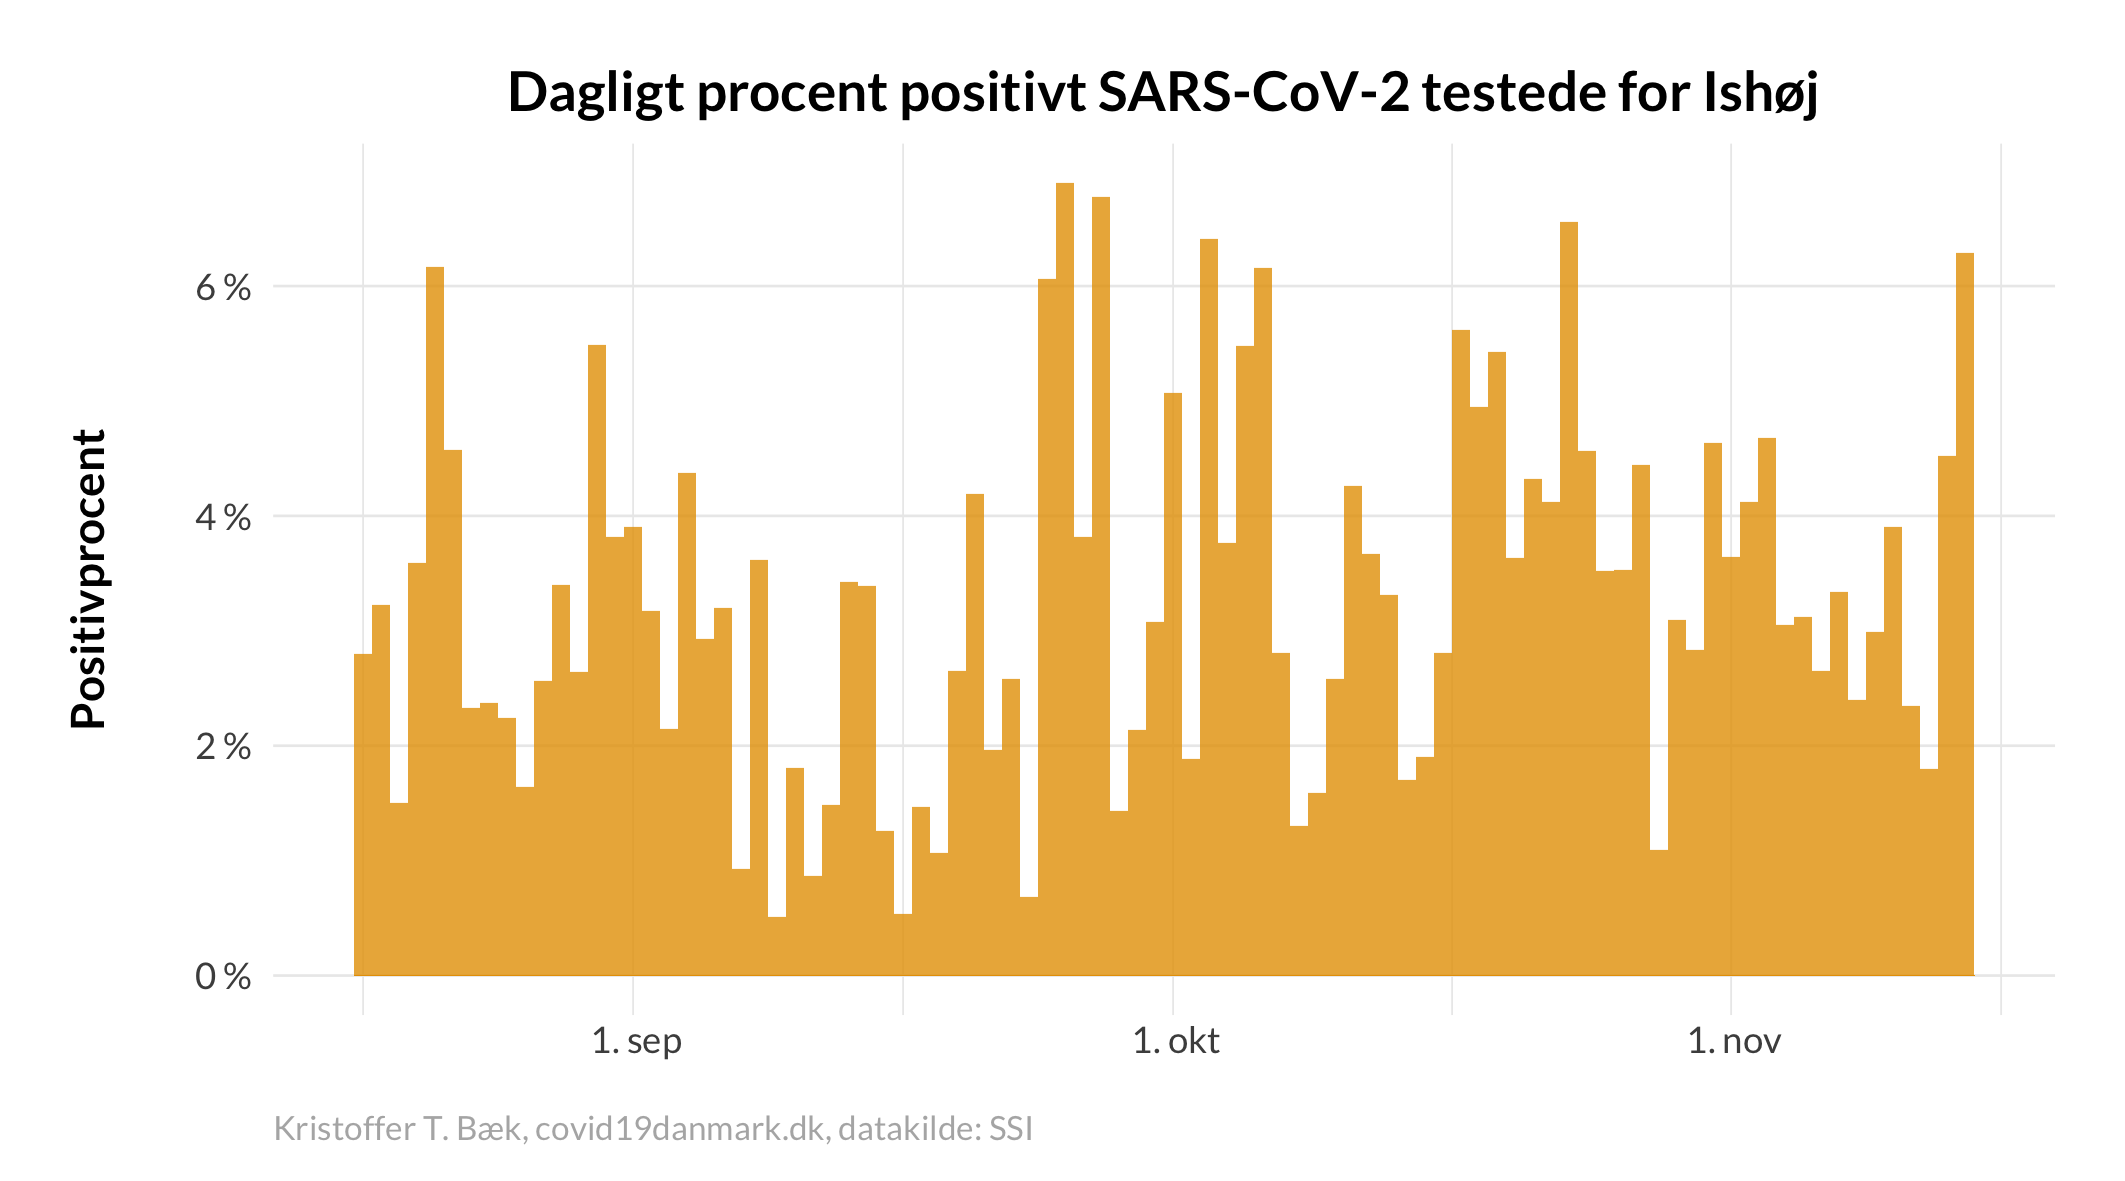 Dagligt procent positivt SARS-CoV-2 testede for Ishøj
Positivprocent
6 %
4 %
2 %
0 %
1. sep
1. okt
1. nov
Kristoffer T. Bæk, covid19danmark.dk, datakilde: SSI